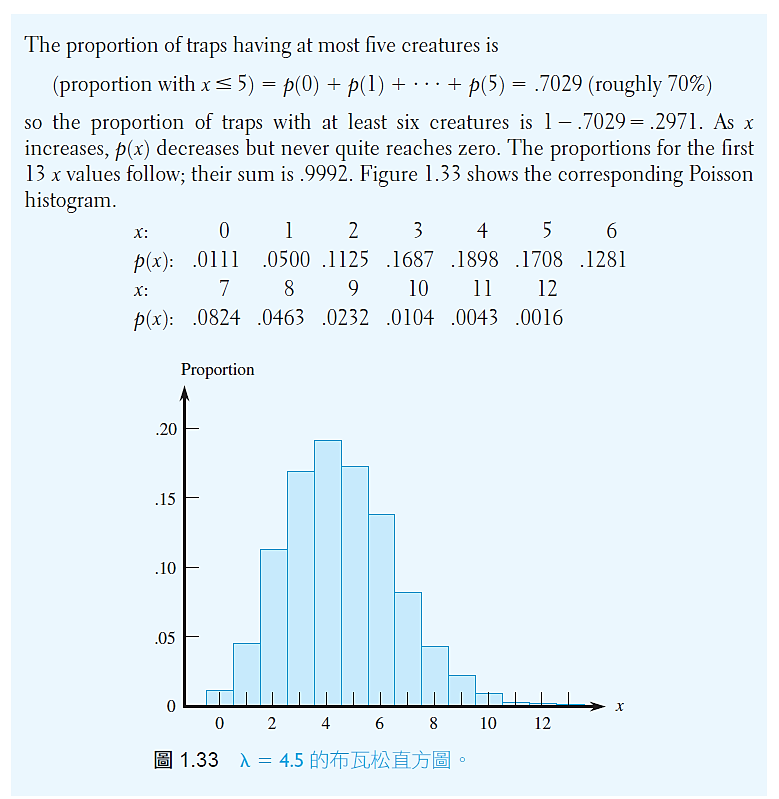 The proportion of traps having at most five creatures is
(proportion with x ≤ 5) = p(0) + p(1) + · · · + p(5) = .7029 (roughly 70%)
so the proportion of traps with at least six creatures is 1 − .7029 = .2971. As x
increases, p(x) decreases but never quite reaches zero. The proportions for the first
13 x values follow; their sum is .9992. Figure 1.33 shows the corresponding Poisson
histogram.
x: 0 1 2 3 4 5 6
p(x): .0111 .0500 .1125 .1687 .1898 .1708 .1281
x: 7 8 9 10 11 12
p(x): .0824 .0463 .0232 .0104 .0043 .0016
Proportion
.20
.15
.10
.05
0
x
0 2 4 6 8 10 12
圖 1.33 λ = 4.5 的布瓦松直方圖。